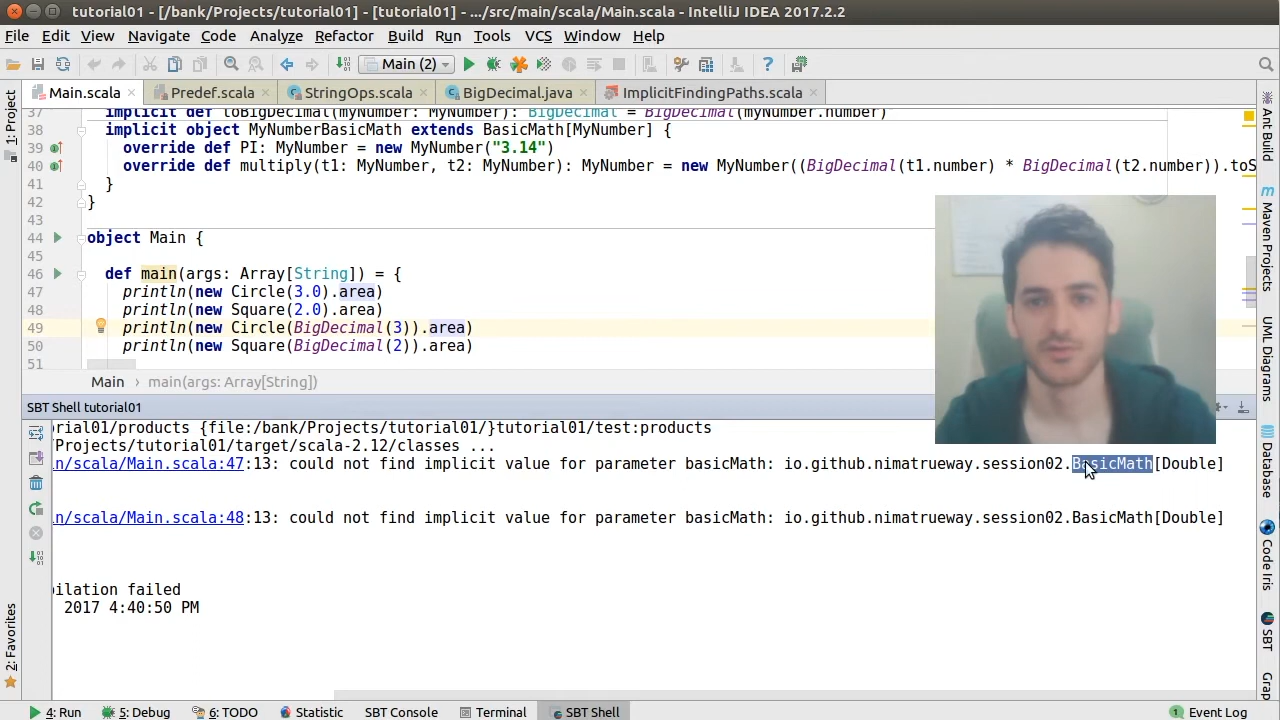 tutorial01 - [/bank/Projects/tutorial01] - [tutorial01] - .../src/main/scala/Main.scala - IntelliJ IDEA 2017.2.2
File Edit View Navigate Code Analyze Refactor Build Run Tools VCS Window Help
Main (2)
Main.scala Predef.scala StringOps.scala BigDecimal.java ImplicitFindingPaths.scala
37 implicit def toBigDecimal(myNumber: MyNumber): BigDecimal = BigDecimal(myNumber.number)
38 implicit object MyNumberBasicMath extends BasicMath[MyNumber] {
39 override def PI: MyNumber = new MyNumber("3.14")
40 override def multiply(t1: MyNumber, t2: MyNumber): MyNumber = new MyNumber((BigDecimal(t1.number) * BigDecimal(t2.number)).toS
41 }
42 }
43
44 object Main {
45
46 def main(args: Array[String]) = {
47 println(new Circle(3.0).area)
48 println(new Square(2.0).area)
49 println(new Circle(BigDecimal(3)).area)
50 println(new Square(BigDecimal(2)).area)
51
Main › main(args: Array[String])
SBT Shell tutorial01
rial01/products {file:/bank/Projects/tutorial01/}tutorial01/test:products
/Projects/tutorial01/target/scala-2.12/classes ...
n/scala/Main.scala:47:13: could not find implicit value for parameter basicMath: io.github.nimatrueway.session02.BasicMath[Double]
n/scala/Main.scala:48:13: could not find implicit value for parameter basicMath: io.github.nimatrueway.session02.BasicMath[Double]
pilation failed
2017 4:40:50 PM
1: Project
2: Favorites
Ant Build
Maven Projects
UML Diagrams
Database
Code Iris
SBT
Grap
4: Run 5: Debug 6: TODO Statistic SBT Console Terminal SBT Shell 1 Event Log